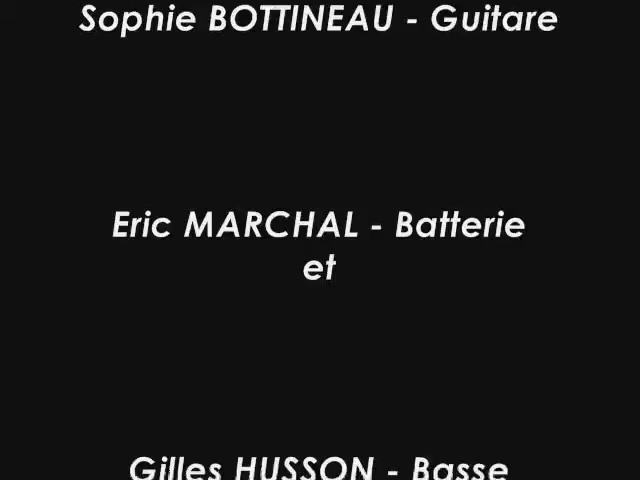 Sophie BOTTINEAU - Guitare
Eric MARCHAL - Batterie
et
Gilles HUSSON - Basse